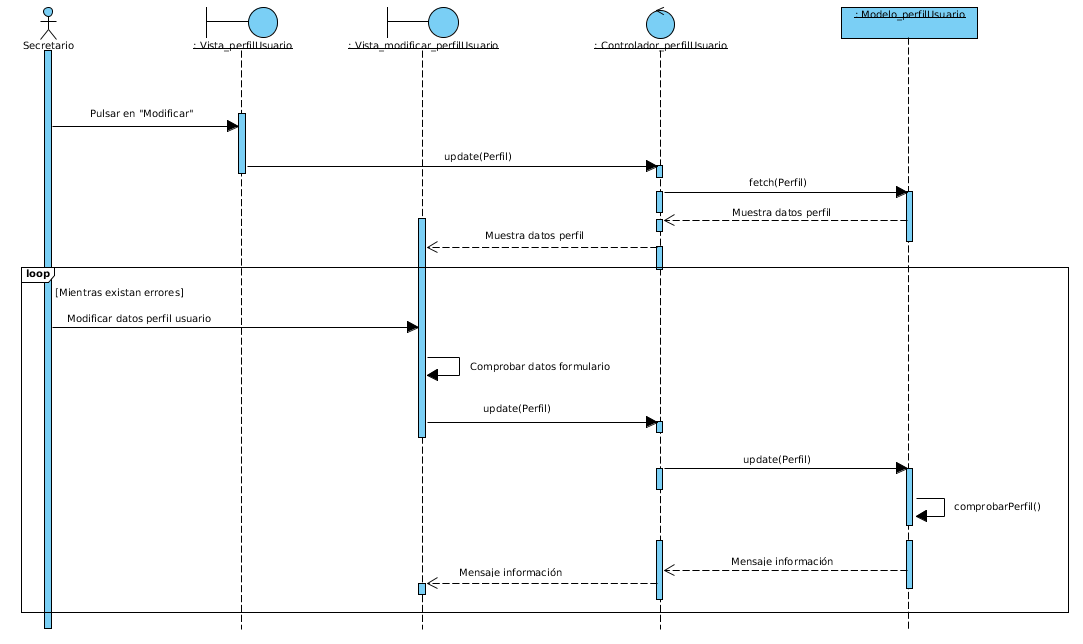 Secretario
: Vista_perfilUsuario
: Vista_modificar_perfilUsuario
: Controlador_perfilUsuario
: Modelo_perfilUsuario
Pulsar en "Modificar"
update(Perfil)
fetch(Perfil)
Muestra datos perfil
Muestra datos perfil
loop
[Mientras existan errores]
Modificar datos perfil usuario
Comprobar datos formulario
update(Perfil)
update(Perfil)
comprobarPerfil()
Mensaje información
Mensaje información